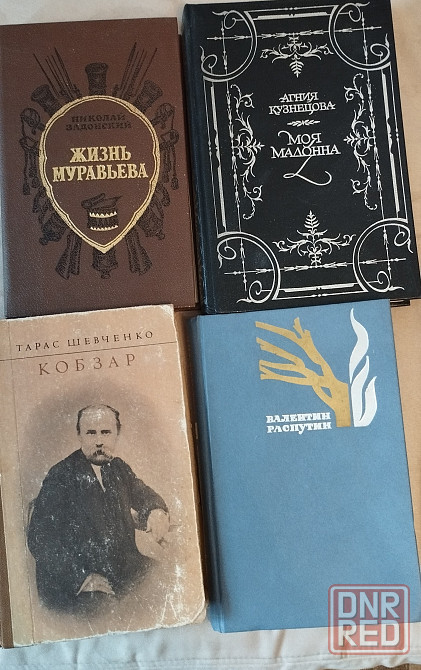 НИКОЛАЙ
ЗАДОНСКИЙ
ЖИЗНЬ
МУРАВЬЕВА
АГНИЯ
КУЗНЕЦОВА
МОЯ
МАДОННА
ТАРАС ШЕВЧЕНКО
КОБЗАР
ВАЛЕНТИН
РАСПУТИН
DNR
RED